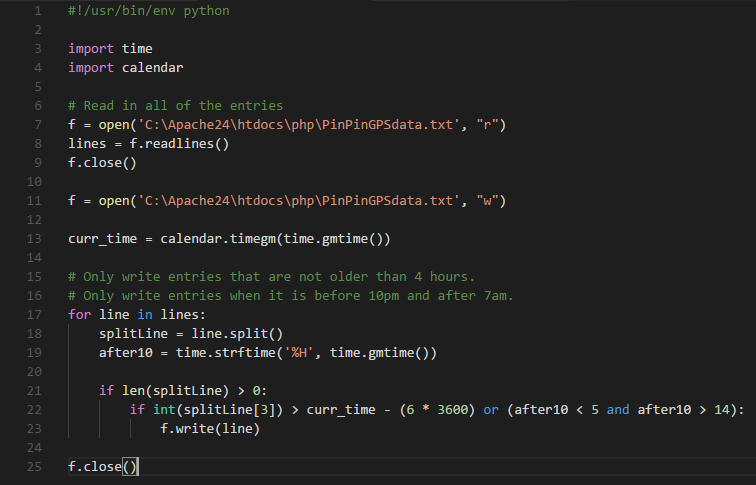 1 #!/usr/bin/env python
2
3 import time
4 import calendar
5
6 # Read in all of the entries
7 f = open('C:\Apache24\htdocs\php\PinPinGPSdata.txt', "r")
8 lines = f.readlines()
9 f.close()
10
11 f = open('C:\Apache24\htdocs\php\PinPinGPSdata.txt', "w")
12
13 curr_time = calendar.timegm(time.gmtime())
14
15 # Only write entries that are not older than 4 hours.
16 # Only write entries when it is before 10pm and after 7am.
17 for line in lines:
18     splitLine = line.split()
19     after10 = time.strftime('%H', time.gmtime())
20
21     if len(splitLine) > 0:
22         if int(splitLine[3]) > curr_time - (6 * 3600) or (after10 < 5 and after10 > 14):
23             f.write(line)
24
25 f.close()